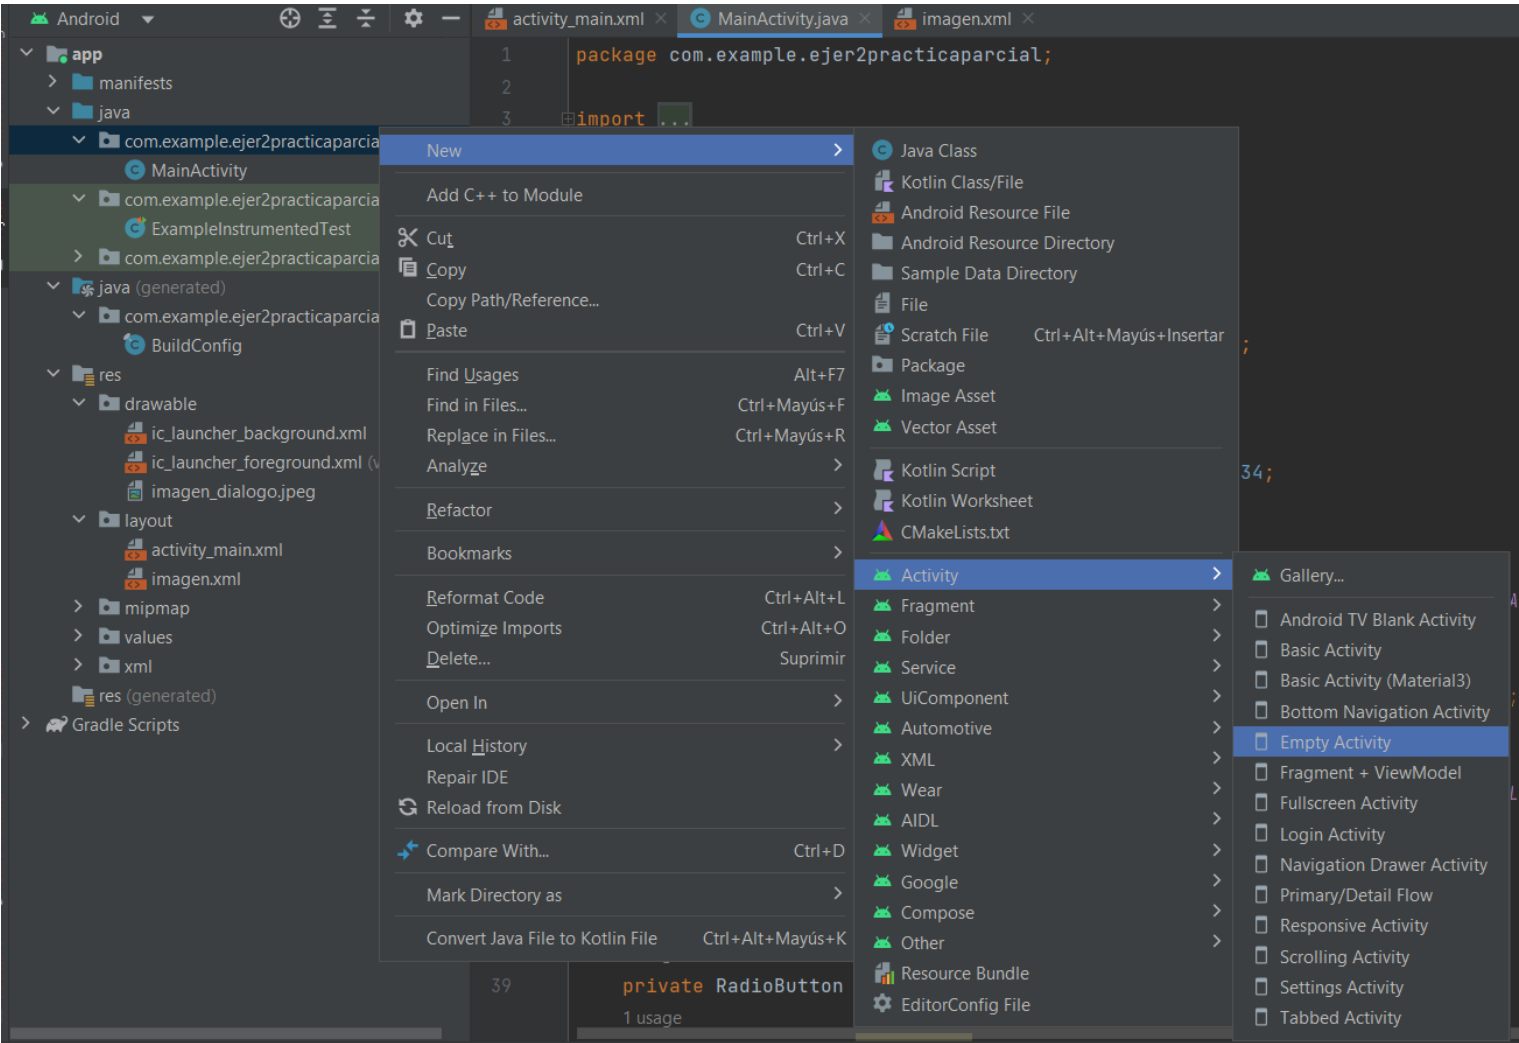 Android
activity_main.xml
MainActivity.java
imagen.xml
app
manifests
java
com.example.ejer2practicaparcia
MainActivity
com.example.ejer2practicaparcia
ExampleInstrumentedTest
com.example.ejer2practicaparcia
java (generated)
com.example.ejer2practicaparcia
BuildConfig
res
drawable
ic_launcher_background.xml
ic_launcher_foreground.xml (v
imagen_dialogo.jpeg
layout
activity_main.xml
imagen.xml
mipmap
values
xml
res (generated)
Gradle Scripts
1 package com.example.ejer2practicaparcial;
2
3 import ...
New
Add C++ to Module
Cut Ctrl+X
Copy Ctrl+C
Copy Path/Reference...
Paste Ctrl+V
Find Usages Alt+F7
Find in Files... Ctrl+Mayús+F
Replace in Files... Ctrl+Mayús+R
Analyze
Refactor
Bookmarks
Reformat Code Ctrl+Alt+L
Optimize Imports Ctrl+Alt+O
Delete... Suprimir
Open In
Local History
Repair IDE
Reload from Disk
Compare With... Ctrl+D
Mark Directory as
Convert Java File to Kotlin File Ctrl+Alt+Mayús+K
Java Class
Kotlin Class/File
Android Resource File
Android Resource Directory
Sample Data Directory
File
Scratch File Ctrl+Alt+Mayús+Insertar
Package
Image Asset
Vector Asset
Kotlin Script
Kotlin Worksheet
CMakeLists.txt
Activity
Fragment
Folder
Service
UiComponent
Automotive
XML
Wear
AIDL
Widget
Google
Compose
Other
Resource Bundle
EditorConfig File
;
34;
Gallery...
Android TV Blank Activity
Basic Activity
Basic Activity (Material3)
Bottom Navigation Activity
Empty Activity
Fragment + ViewModel
Fullscreen Activity
Login Activity
Navigation Drawer Activity
Primary/Detail Flow
Responsive Activity
Scrolling Activity
Settings Activity
Tabbed Activity
39 private RadioButton
1 usage